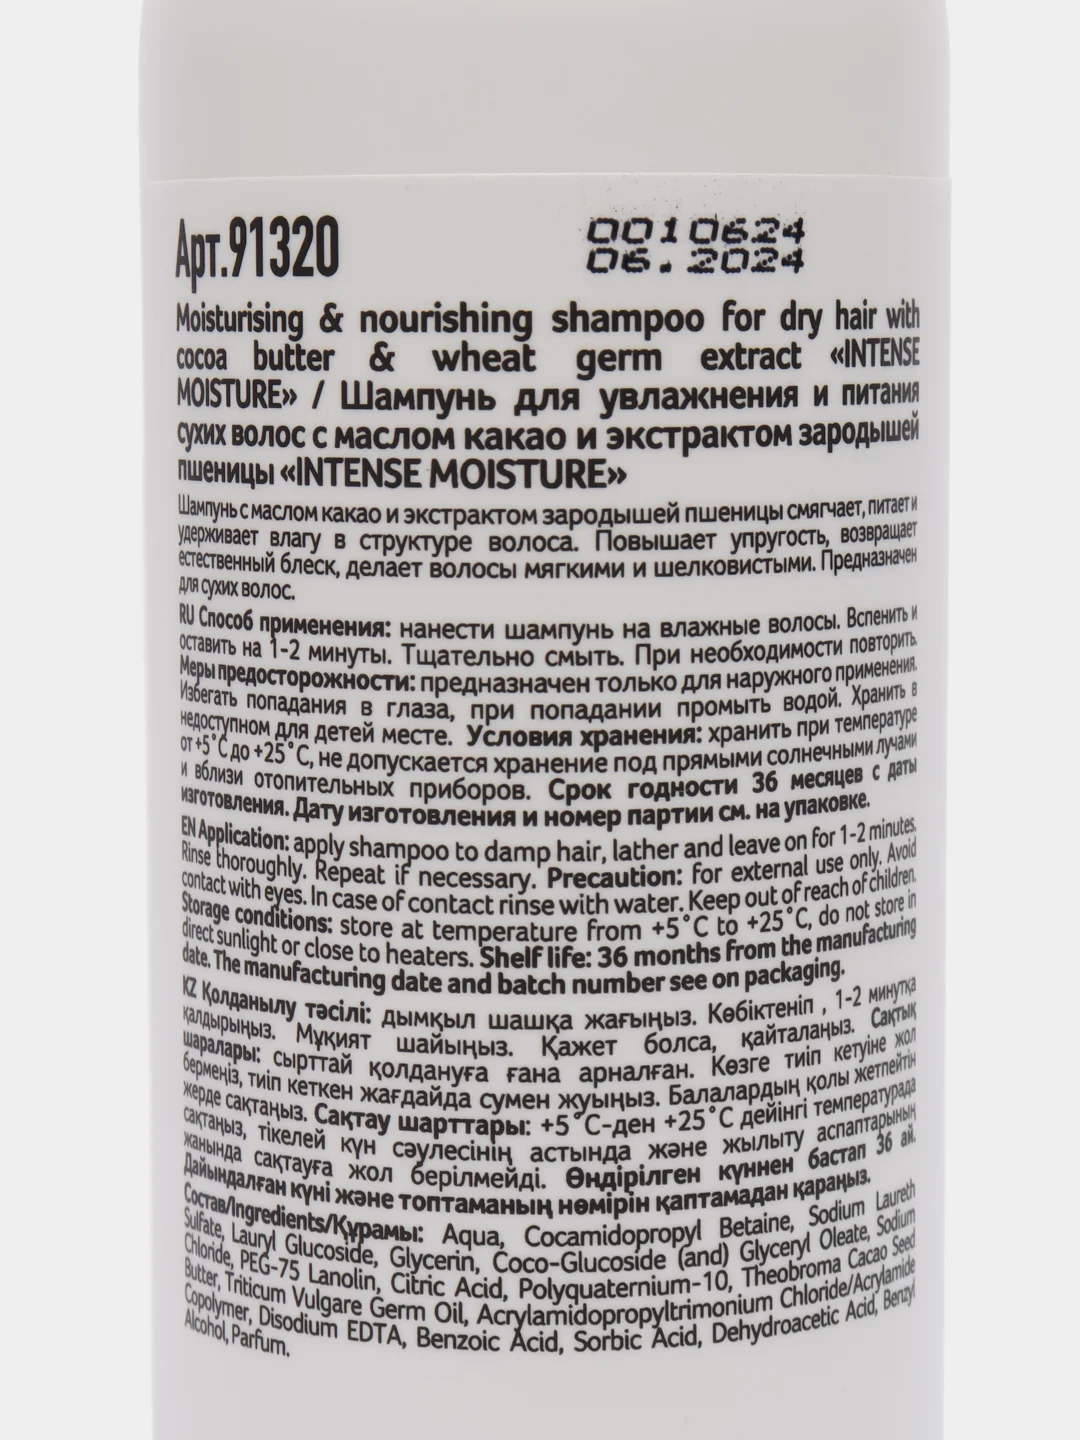 Арт.91320
0010624
06.2024
Moisturising & nourishing shampoo for dry hair with
cocoa butter & wheat germ extract «INTENSE
MOISTURE» / Шампунь для увлажнения и питания
сухих волос с маслом какао и экстрактом зародышей
пшеницы «INTENSE MOISTURE»
Шампунь с маслом какао и экстрактом зародышей пшеницы смягчает, питает и
удерживает влагу в структуре волоса. Повышает упругость, возвращает
естественный блеск, делает волосы мягкими и шелковистыми. Предназначен
для сухих волос.
RU Способ применения: нанести шампунь на влажные волосы. Вспенить и
оставить на 1-2 минуты. Тщательно смыть. При необходимости повторить.
Меры предосторожности: предназначен только для наружного применения.
Избегать попадания в глаза, при попадании промыть водой. Хранить в
недоступном для детей месте. Условия хранения: хранить при температуре
от +5˚C до +25˚C, не допускается хранение под прямыми солнечными лучами
и вблизи отопительных приборов. Срок годности 36 месяцев с даты
изготовления. Дату изготовления и номер партии см. на упаковке.
EN Application: apply shampoo to damp hair, lather and leave on for 1-2 minutes.
Rinse thoroughly. Repeat if necessary. Precaution: for external use only. Avoid
contact with eyes. In case of contact rinse with water. Keep out of reach of children.
Storage conditions: store at temperature from +5˚C to +25˚C, do not store in
direct sunlight or close to heaters. Shelf life: 36 months from the manufacturing
date. The manufacturing date and batch number see on packaging.
KZ Қолданылу тәсілі: дымқыл шашқа жағыңыз. Көбіктеніп , 1-2 минутқа
қалдырыңыз. Мұқият шайыңыз. Қажет болса, қайталаңыз. Сақтық
шаралары: сырттай қолдануға ғана арналған. Көзге тиіп кетуіне жол
бермеңіз, тиіп кеткен жағдайда сумен жуыңыз. Балалардың қолы жетпейтін
жерде сақтаңыз. Сақтау шарттары: +5˚C-ден +25˚C дейінгі температурада
сақтаңыз, тікелей күн сәулесінің астында және жылыту аспаптарының
жанында сақтауға жол берілмейді. Өндірілген күннен бастап 36 ай.
Дайындалған күні және топтаманың нөмірін қаптамадан қараңыз.
Состав/Ingredients/Құрамы: Aqua, Cocamidopropyl Betaine, Sodium Laureth
Sulfate, Lauryl Glucoside, Glycerin, Coco-Glucoside (and) Glyceryl Oleate, Sodium
Chloride, PEG-75 Lanolin, Citric Acid, Polyquaternium-10, Theobroma Cacao Seed
Butter, Triticum Vulgare Germ Oil, Acrylamidopropyltrimonium Chloride/Acrylamide
Copolymer, Disodium EDTA, Benzoic Acid, Sorbic Acid, Dehydroacetic Acid, Benzyl
Alcohol, Parfum.